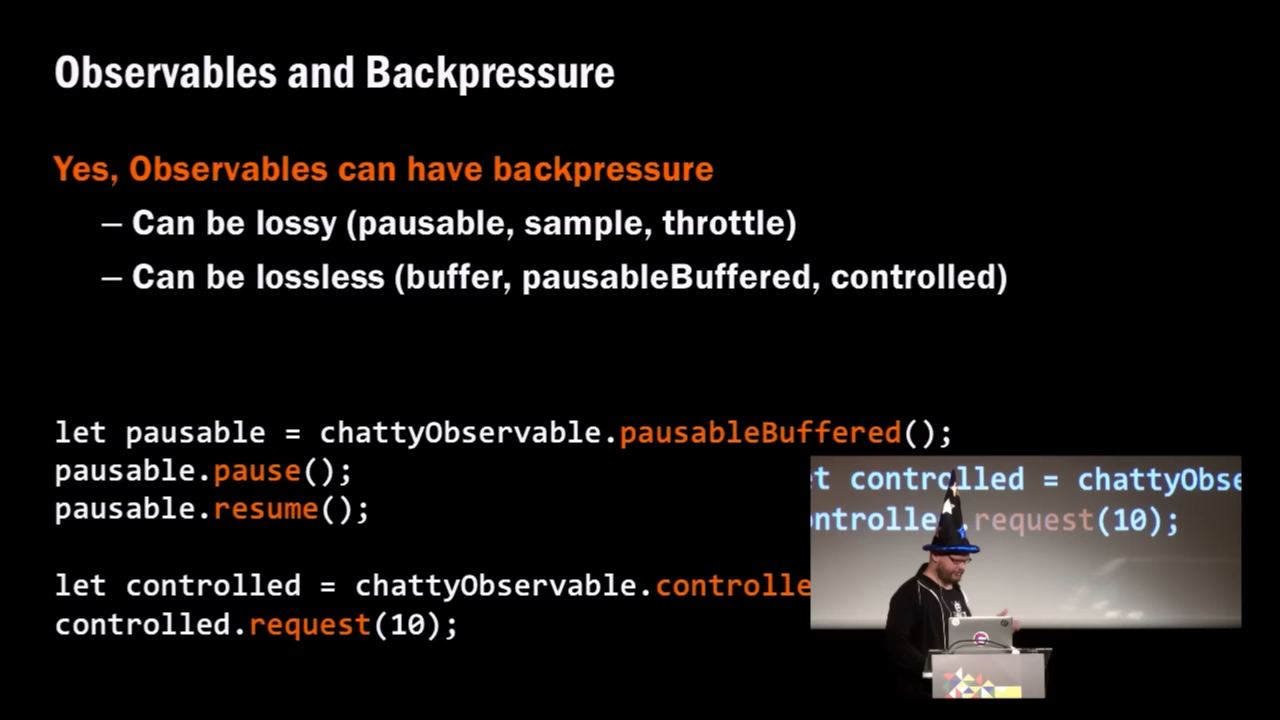 Observables and Backpressure
Yes, Observables can have backpressure
– Can be lossy (pausable, sample, throttle)
– Can be lossless (buffer, pausableBuffered, controlled)
let pausable = chattyObservable.pausableBuffered();
pausable.pause();
pausable.resume();
let controlled = chattyObservable.controlle
controlled.request(10);
et controlled = chattyObse
ontrolle.request(10);